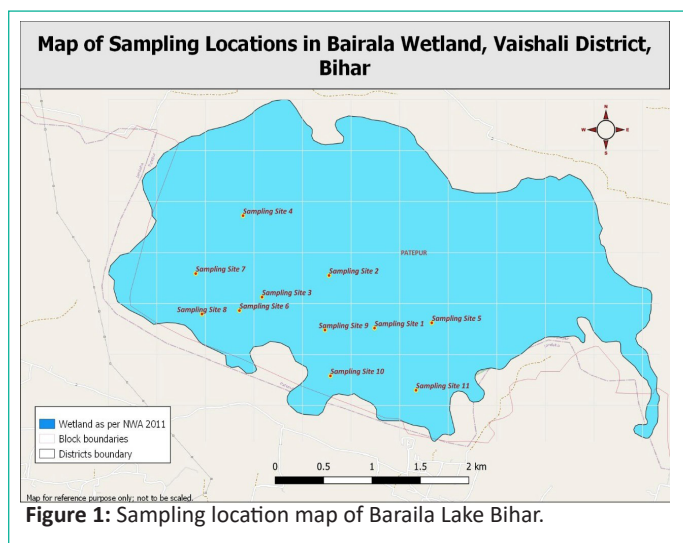 Map of Sampling Locations in Bairala Wetland, Vaishali District,
Bihar
N
W E
S
Sampling Site 4
PATEPUR
Sampling Site 7
Sampling Site 2
Sampling Site 3
Sampling Site 6
Sampling Site 8
Sampling Site 9
Sampling Site 1
Sampling Site 5
Sampling Site 10
Sampling Site 11
Wetland as per NWA 2011
Block boundaries
Districts boundary
0 0.5 1 1.5 2 km
Map for reference purpose only; not to be scaled.
Figure 1: Sampling location map of Baraila Lake Bihar.